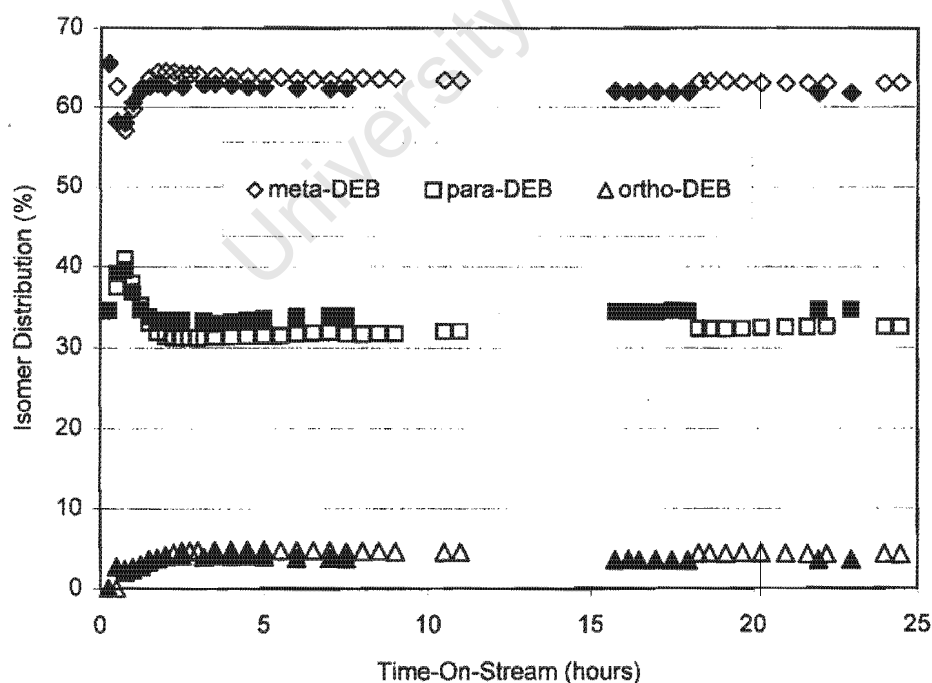 70
60
50
40
30
20
10
0
Isomer Distribution (%)
University
meta-DEB para-DEB ortho-DEB
0 5 10 15 20 25
Time-On-Stream (hours)